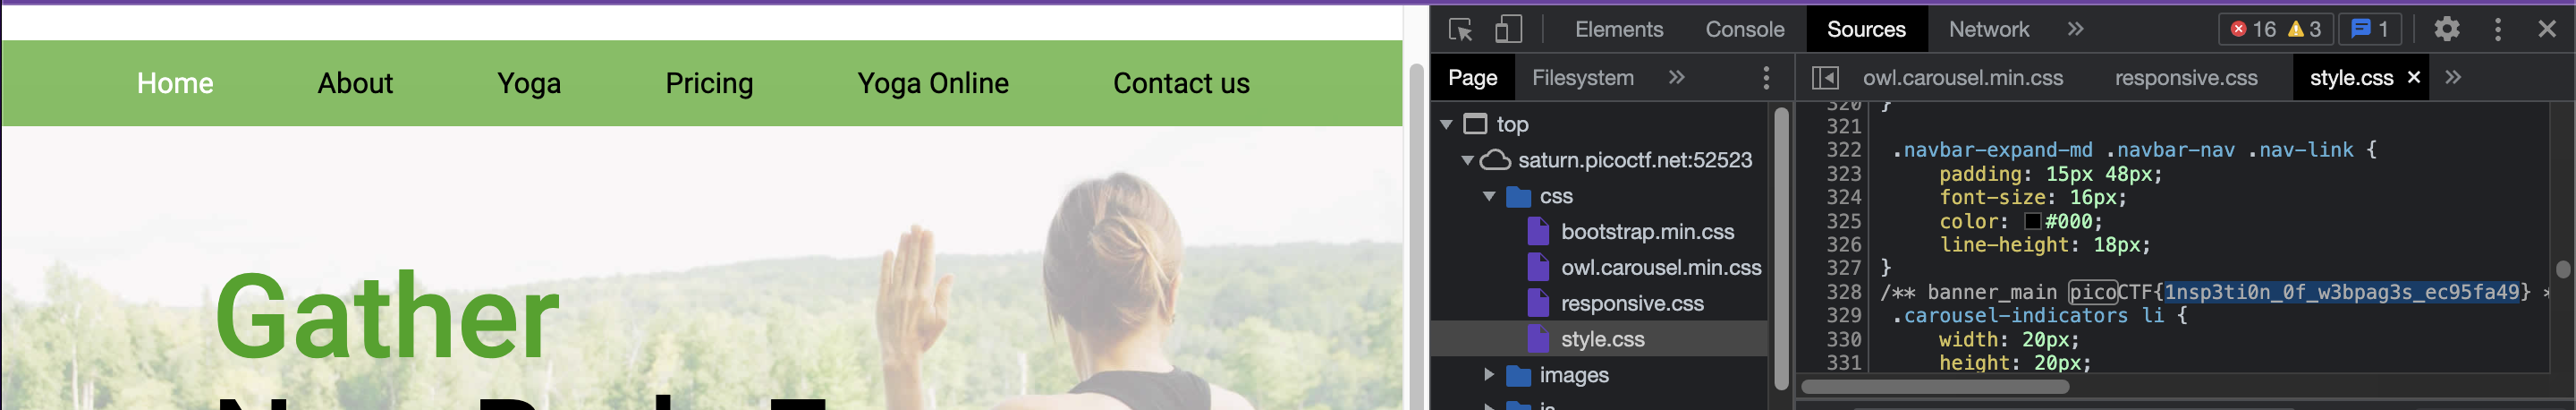 Home About Yoga Pricing Yoga Online Contact us
Gather
Elements Console Sources Network » 16 3 1
Page Filesystem »
top
saturn.picoctf.net:52523
css
bootstrap.min.css
owl.carousel.min.css
responsive.css
style.css
images
owl.carousel.min.css responsive.css style.css × »
320 }
321
322 .navbar-expand-md .navbar-nav .nav-link {
323 padding: 15px 48px;
324 font-size: 16px;
325 color: #000;
326 line-height: 18px;
327 }
328 /** banner_main picoCTF{1nsp3ti0n_0f_w3bpag3s_ec95fa49} *
329 .carousel-indicators li {
330 width: 20px;
331 height: 20px;